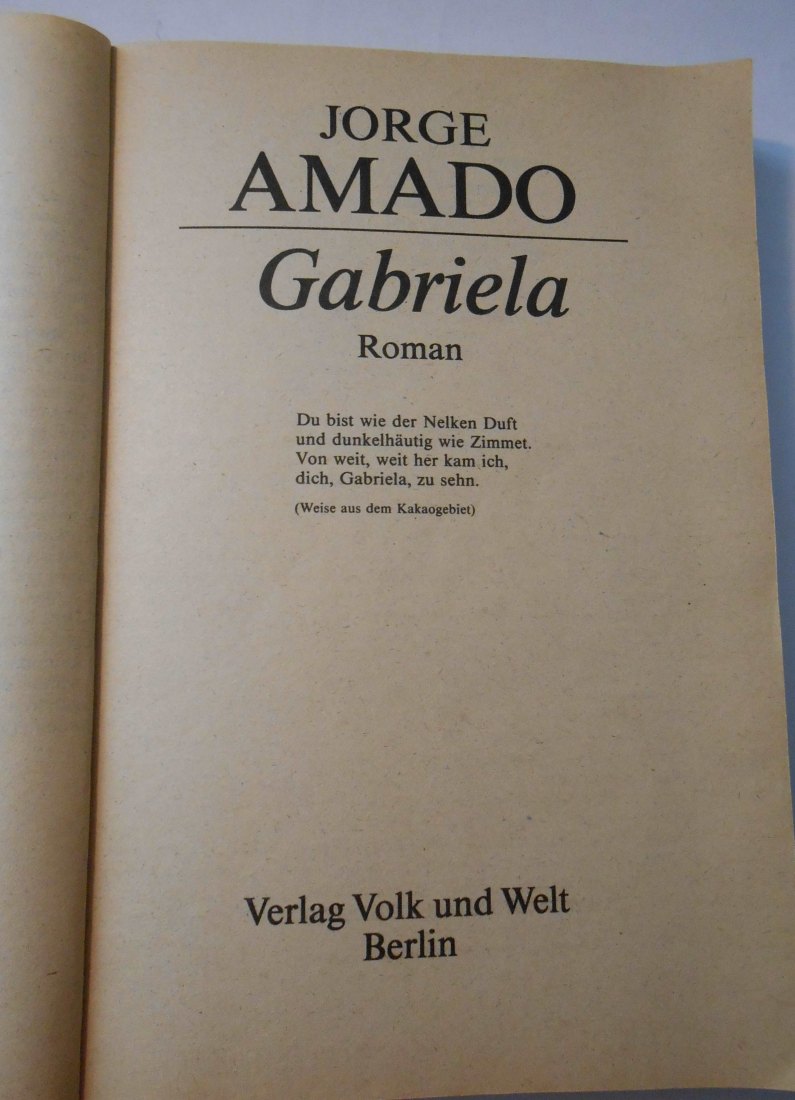 JORGE
AMADO
Gabriela
Roman
Du bist wie der Nelken Duft
und dunkelhäutig wie Zimmet.
Von weit, weit her kam ich,
dich, Gabriela, zu sehn.
(Weise aus dem Kakaogebiet)
Verlag Volk und Welt
Berlin